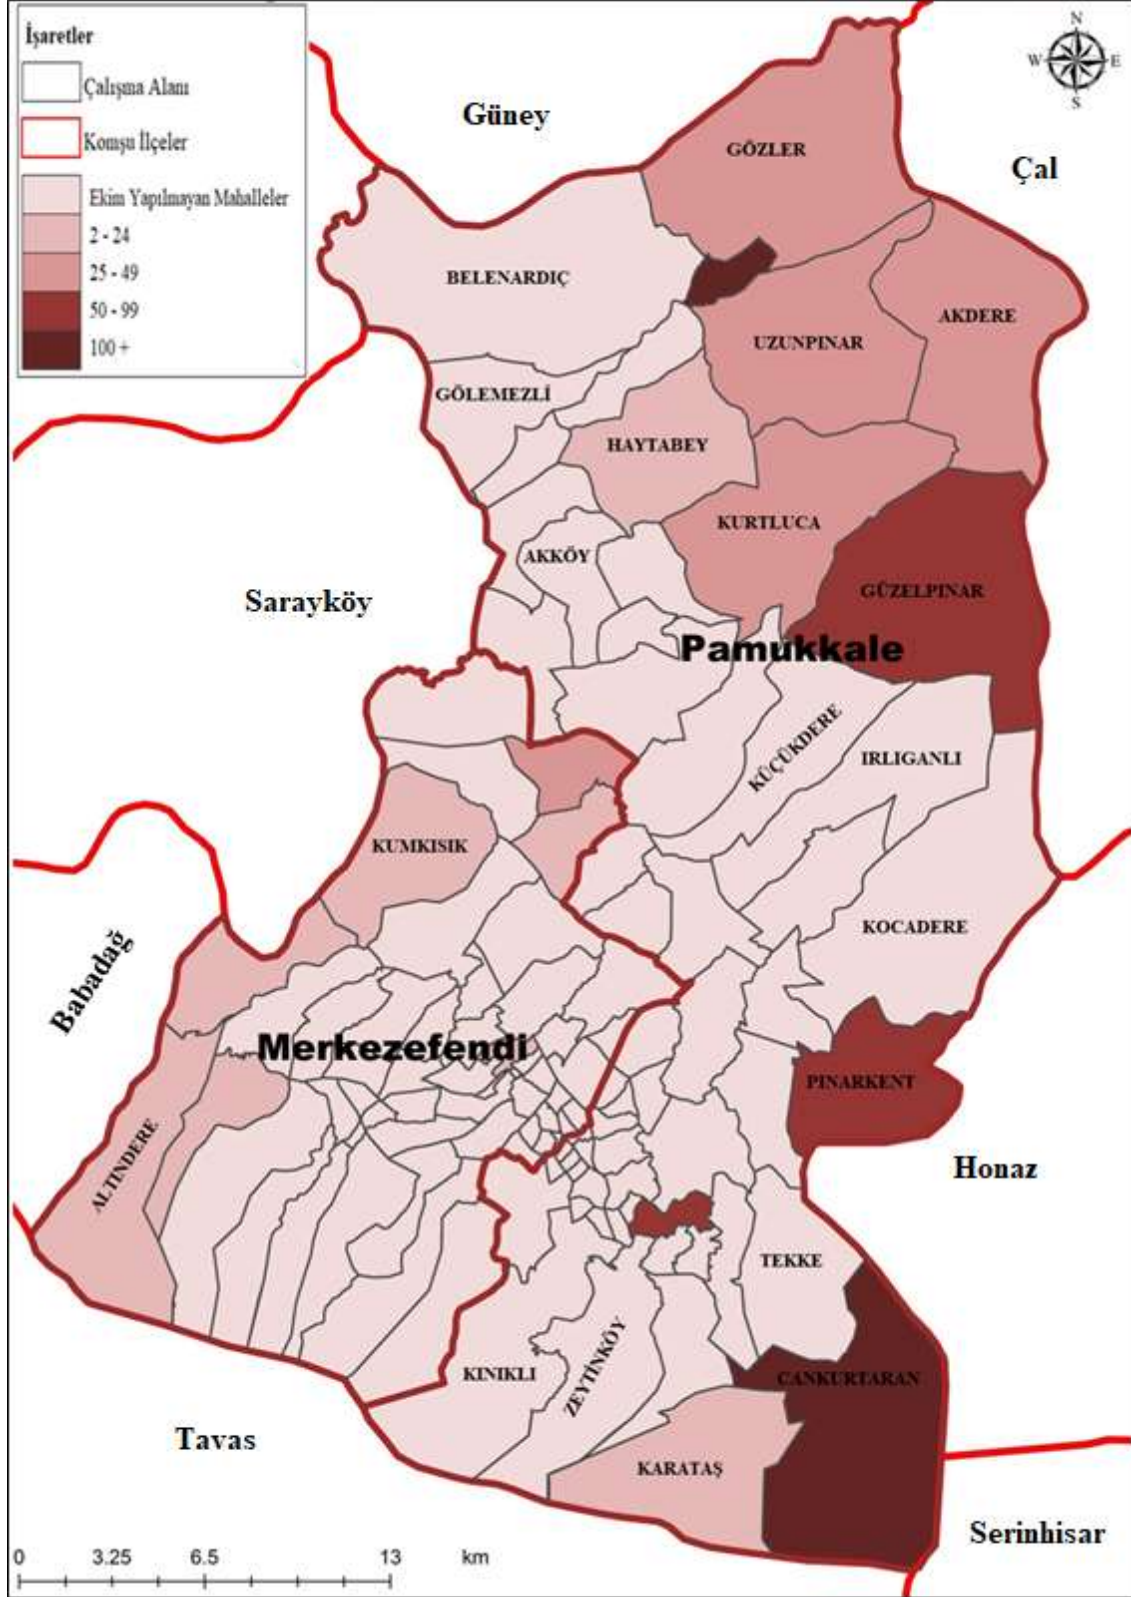 İşaretler
Çalışma Alanı
Komşu İlçeler
Ekim Yapılmayan Mahalleler
2 - 24
25 - 49
50 - 99
100 +
N
W
E
S
Güney
Çal
GÖZLER
BELENARDIÇ
AKDERE
UZUNPINAR
GÖLEMEZLİ
HAYTABEY
KURTLUCA
AKKÖY
GÜZELPINAR
Sarayköy
Pamukkale
KÜÇÜKDERE
IRLIGANLI
KUMKISIK
KOCADERE
Babadağ
Merkezefendi
PINARKENT
ALTINDERE
Honaz
TEKKE
KINIKLI
ZEYTİNKÖY
CANKURTARAN
Tavas
KARATAŞ
Serinhisar
0
3.25
6.5
13
km